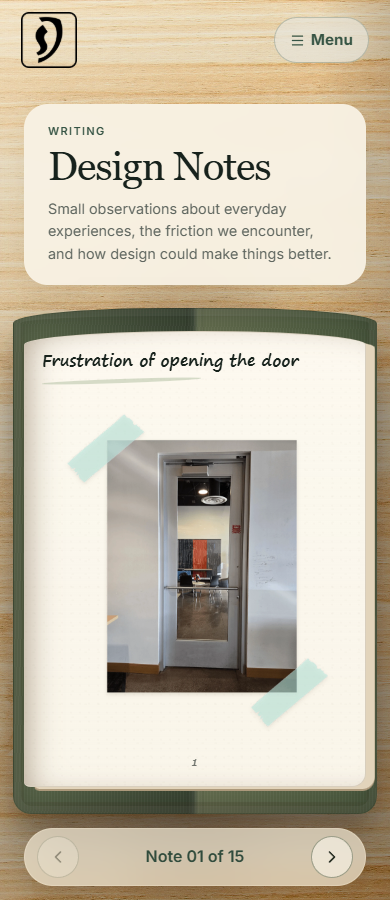 Menu
WRITING
Design Notes
Small observations about everyday
experiences, the friction we encounter,
and how design could make things better.
Frustration of opening the door
1
Note 01 of 15